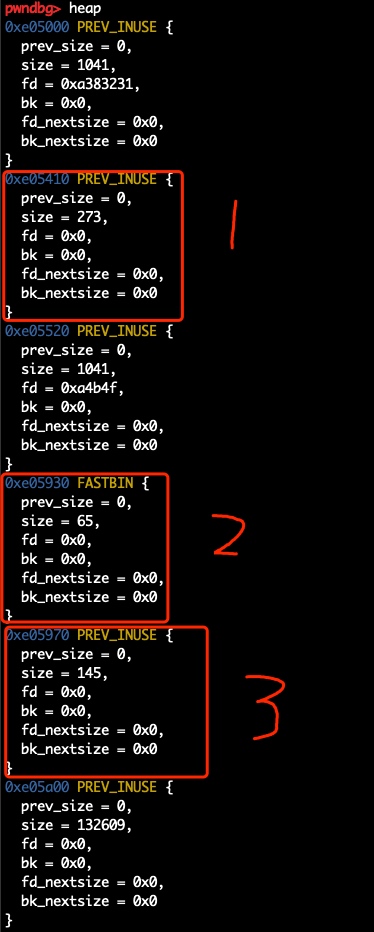 pwndbg> heap
0xe05000 PREV_INUSE {
  prev_size = 0,
  size = 1041,
  fd = 0xa383231,
  bk = 0x0,
  fd_nextsize = 0x0,
  bk_nextsize = 0x0
}
0xe05410 PREV_INUSE {
  prev_size = 0,
  size = 273,
  fd = 0x0,
  bk = 0x0,
  fd_nextsize = 0x0,
  bk_nextsize = 0x0
}
1
0xe05520 PREV_INUSE {
  prev_size = 0,
  size = 1041,
  fd = 0xa4b4f,
  bk = 0x0,
  fd_nextsize = 0x0,
  bk_nextsize = 0x0
}
0xe05930 FASTBIN {
  prev_size = 0,
  size = 65,
  fd = 0x0,
  bk = 0x0,
  fd_nextsize = 0x0,
  bk_nextsize = 0x0
}
2
0xe05970 PREV_INUSE {
  prev_size = 0,
  size = 145,
  fd = 0x0,
  bk = 0x0,
  fd_nextsize = 0x0,
  bk_nextsize = 0x0
}
3
0xe05a00 PREV_INUSE {
  prev_size = 0,
  size = 132609,
  fd = 0x0,
  bk = 0x0,
  fd_nextsize = 0x0,
  bk_nextsize = 0x0
}